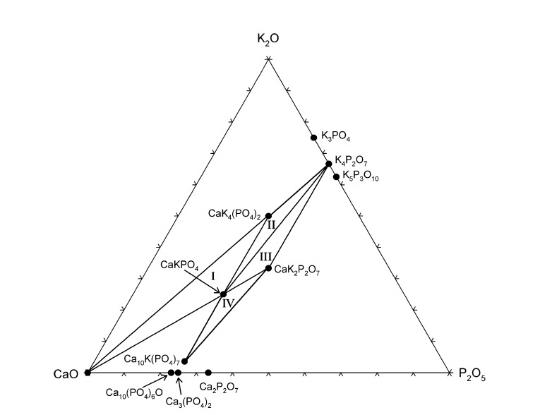 K₂O
K₃PO₄
K₄P₂O₇
K₅P₃O₁₀
CaK₄(PO₄)₂
II
CaKPO₄
III
CaK₂P₂O₇
I
IV
Ca₁₀K(PO₄)₇
CaO
P₂O₅
Ca₁₀(PO₄)₆O
Ca₃(PO₄)₂
Ca₂P₂O₇